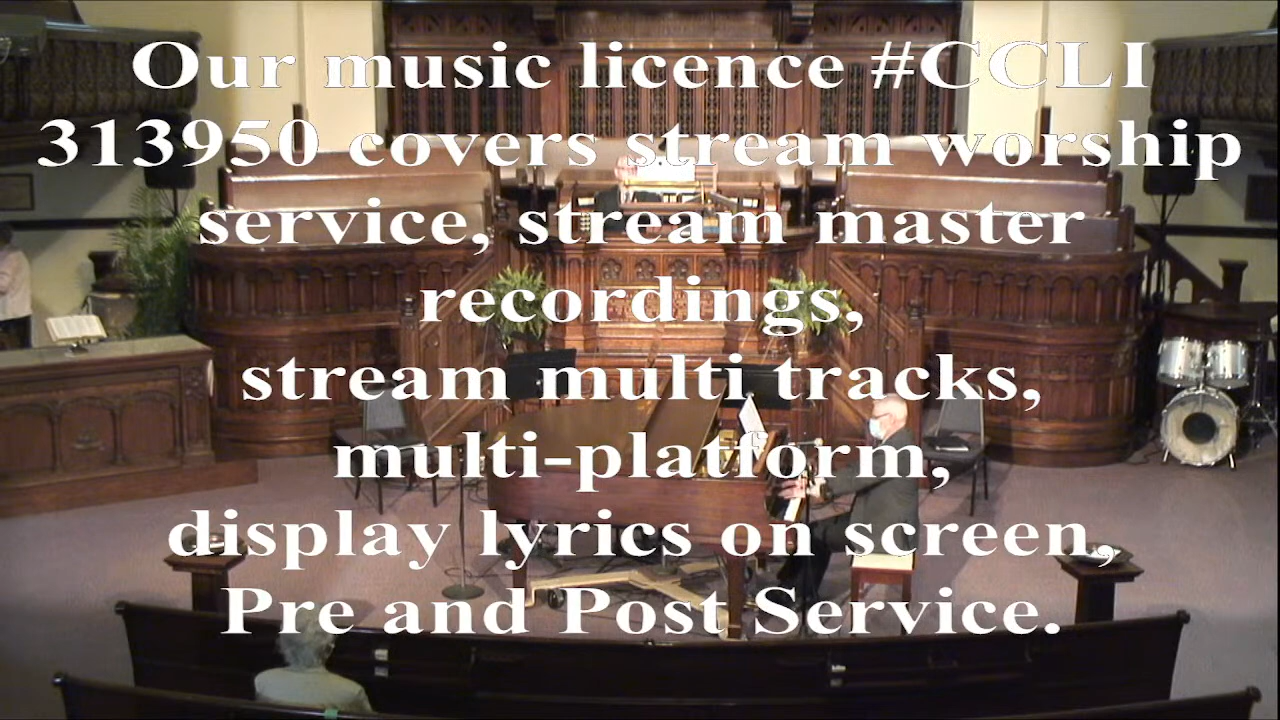 Our music licence #CCLI
313950 covers stream worship
service, stream master
recordings,
stream multi tracks,
multi-platform,
display lyrics on screen,
Pre and Post Service.